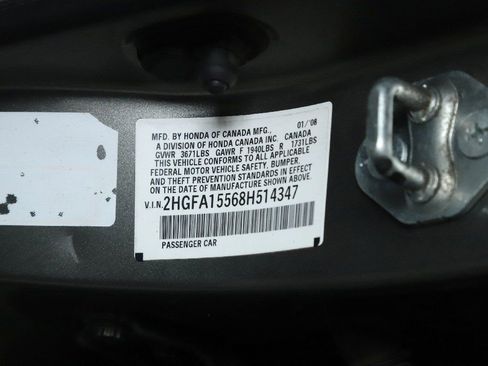 MFD. BY HONDA OF CANADA MFG., 01/'08
A DIVISION OF HONDA CANADA INC. CANADA
GVWR 3671LBS GAWR F 1940LBS R 1731LBS
THIS VEHICLE CONFORMS TO ALL APPLICABLE
FEDERAL MOTOR VEHICLE SAFETY, BUMPER,
AND THEFT PREVENTION STANDARDS IN EFFECT
ON THE DATE OF MANUFACTURE SHOWN ABOVE.
V.I.N. 2HGFA15568H514347
PASSENGER CAR